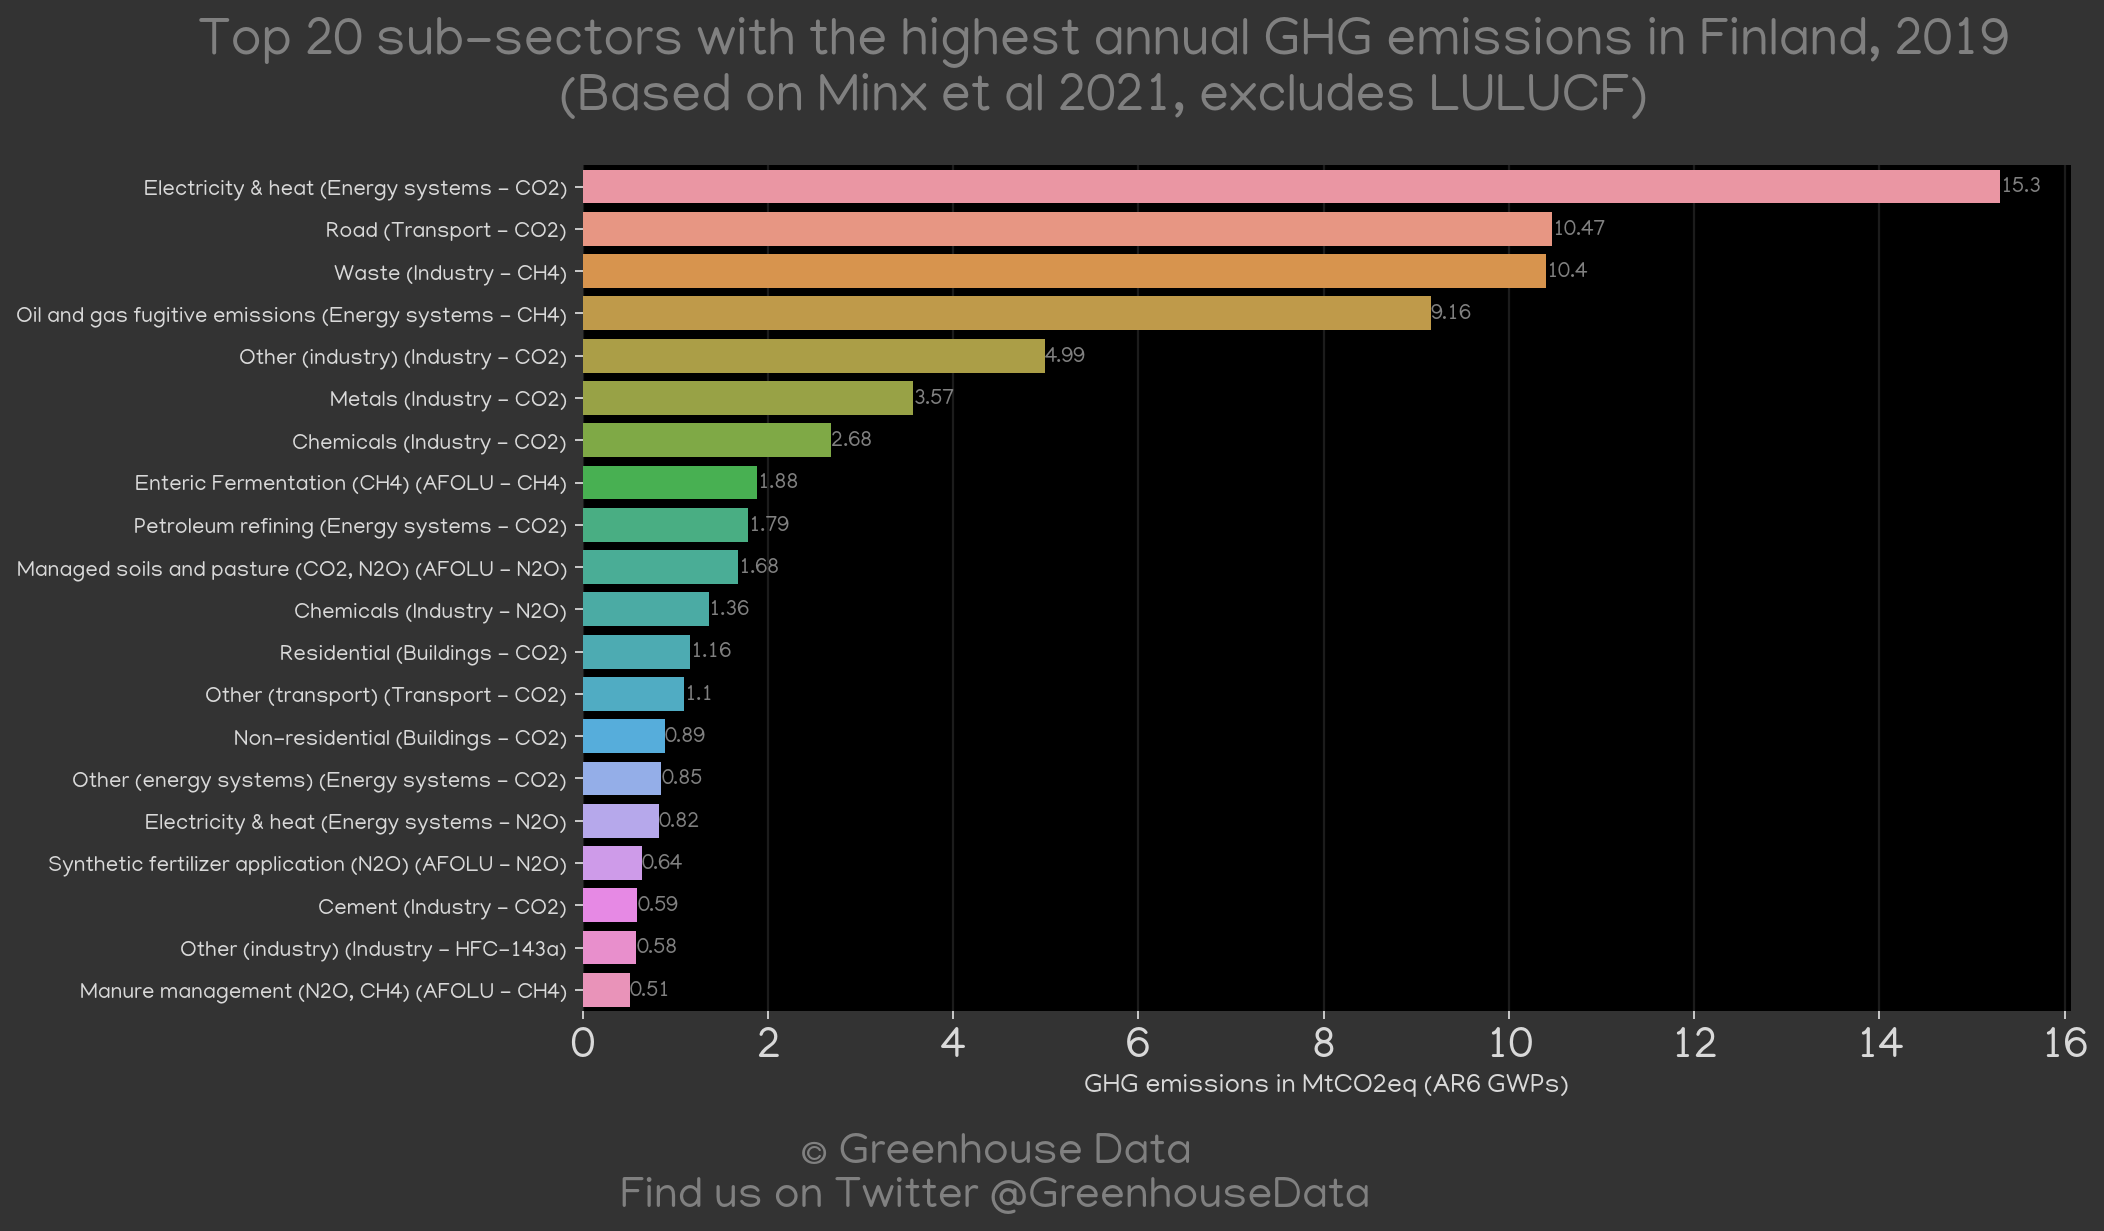 Top 20 sub-sectors with the highest annual GHG emissions in Finland, 2019
(Based on Minx et al 2021, excludes LULUCF)
Electricity & heat (Energy systems - CO2) 15.3
Road (Transport - CO2) 10.47
Waste (Industry - CH4) 10.4
Oil and gas fugitive emissions (Energy systems - CH4) 9.16
Other (industry) (Industry - CO2) 4.99
Metals (Industry - CO2) 3.57
Chemicals (Industry - CO2) 2.68
Enteric Fermentation (CH4) (AFOLU - CH4) 1.88
Petroleum refining (Energy systems - CO2) 1.79
Managed soils and pasture (CO2, N2O) (AFOLU - N2O) 1.68
Chemicals (Industry - N2O) 1.36
Residential (Buildings - CO2) 1.16
Other (transport) (Transport - CO2) 1.1
Non-residential (Buildings - CO2) 0.89
Other (energy systems) (Energy systems - CO2) 0.85
Electricity & heat (Energy systems - N2O) 0.82
Synthetic fertilizer application (N2O) (AFOLU - N2O) 0.64
Cement (Industry - CO2) 0.59
Other (industry) (Industry - HFC-143a) 0.58
Manure management (N2O, CH4) (AFOLU - CH4) 0.51
0 2 4 6 8 10 12 14 16
GHG emissions in MtCO2eq (AR6 GWPs)
© Greenhouse Data
Find us on Twitter @GreenhouseData